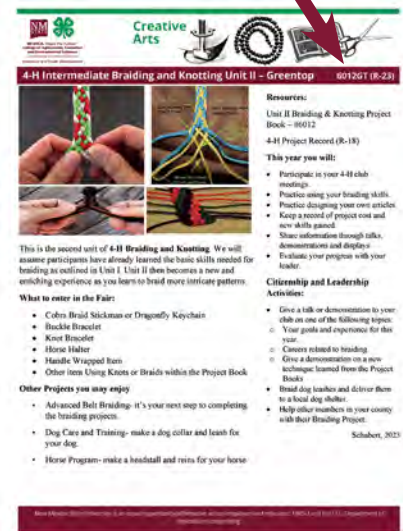 NM
Creative
Arts
4-H Intermediate Braiding and Knotting Unit II – Greentop 6012GT (R-23)
This is the second unit of 4-H Braiding and Knotting. We will
assume participants have already learned the basic skills needed for
braiding as outlined in Unit I. Unit II then becomes a new and
enriching experience as you learn to braid more intricate patterns.
What to enter in the Fair:
• Cobra Braid Stickman or Dragonfly Keychain
• Buckle Bracelet
• Knot Bracelet
• Horse Halter
• Handle Wrapped Item
• Other item Using Knots or Braids within the Project Book
Other Projects you may enjoy
• Advanced Belt Braiding- it's your next step to completing
the braiding projects.
• Dog Care and Training- make a dog collar and leash for
your dog.
• Horse Program- make a headstall and reins for your horse
Resources:
Unit II Braiding & Knotting Project
Book – 86012
4-H Project Record (R-18)
This year you will:
• Participate in your 4-H club
meetings.
• Practice using your braiding skills.
• Practice designing your own articles.
• Keep a record of project cost and
new skills gained.
• Share information through talks,
demonstrations and displays
• Evaluate your progress with your
leader.
Citizenship and Leadership
Activities:
• Give a talk or demonstration to your
club on one of the following topics:
o Your goals and experience for this
year.
o Careers related to braiding.
o Give a demonstration on a new
technique learned from the Project
Books
• Braid dog leashes and deliver them
to a local dog shelter.
• Help other members in your county
with their Braiding Project.
Schubert, 2023